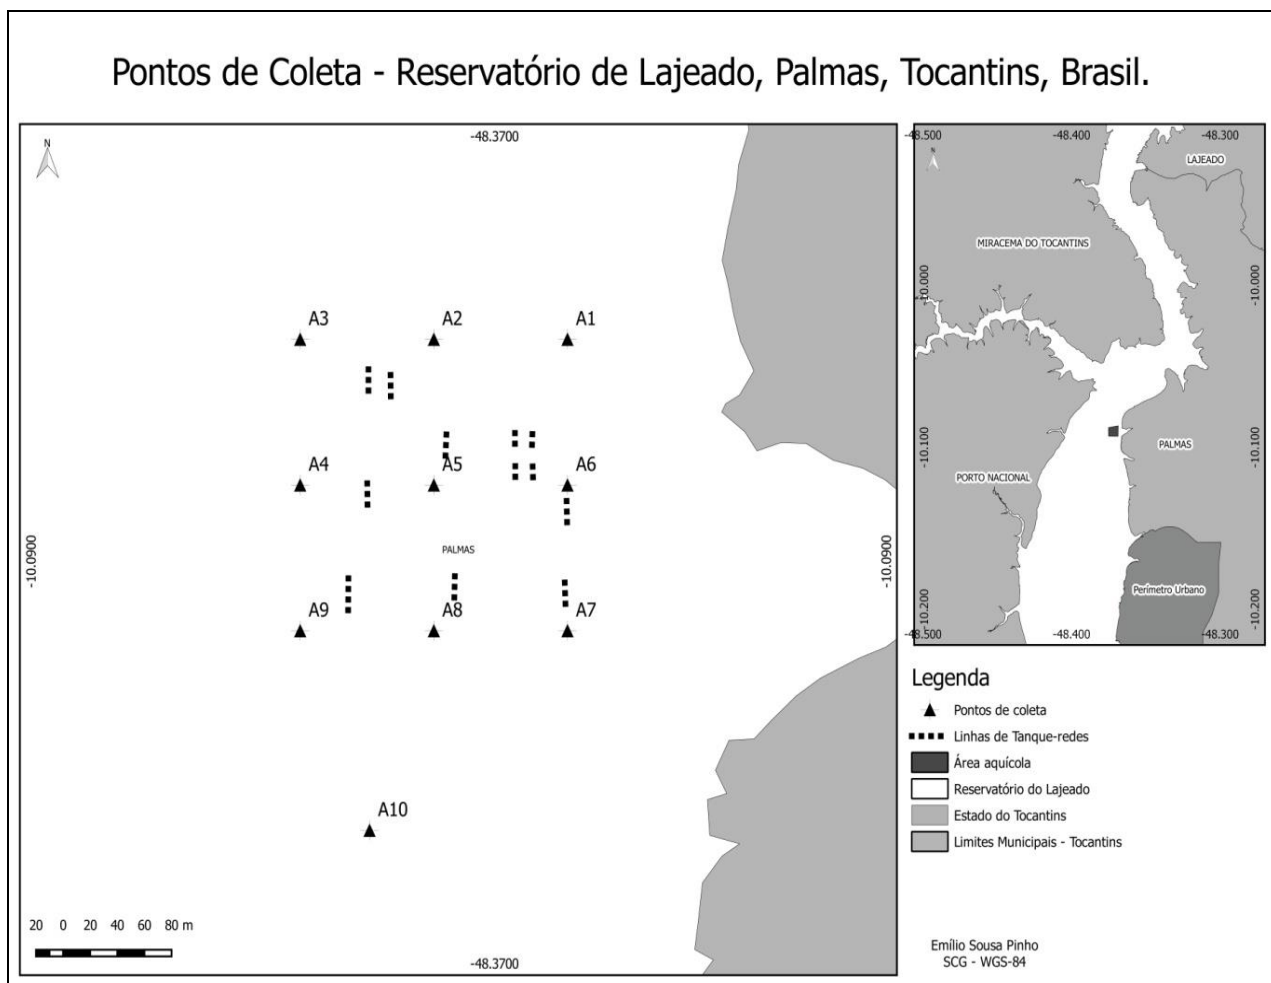 Pontos de Coleta - Reservatório de Lajeado, Palmas, Tocantins, Brasil.
-48.3700
N
A3
A2
A1
A4
A5
A6
-10.0900
-10.0900
PALMAS
A9
A8
A7
A10
20 0 20 40 60 80 m
-48.3700
-48.500
-48.400
-48.300
N
LAJEADO
MIRACEMA DO TOCANTINS
-10.000
-10.000
-10.100
-10.100
PALMAS
PORTO NACIONAL
Perímetro Urbano
-10.200
-10.200
-48.500
-48.400
-48.300
Legenda
Pontos de coleta
Linhas de Tanque-redes
Área aquícola
Reservatório do Lajeado
Estado do Tocantins
Limites Municipais - Tocantins
Emílio Sousa Pinho
SCG - WGS-84